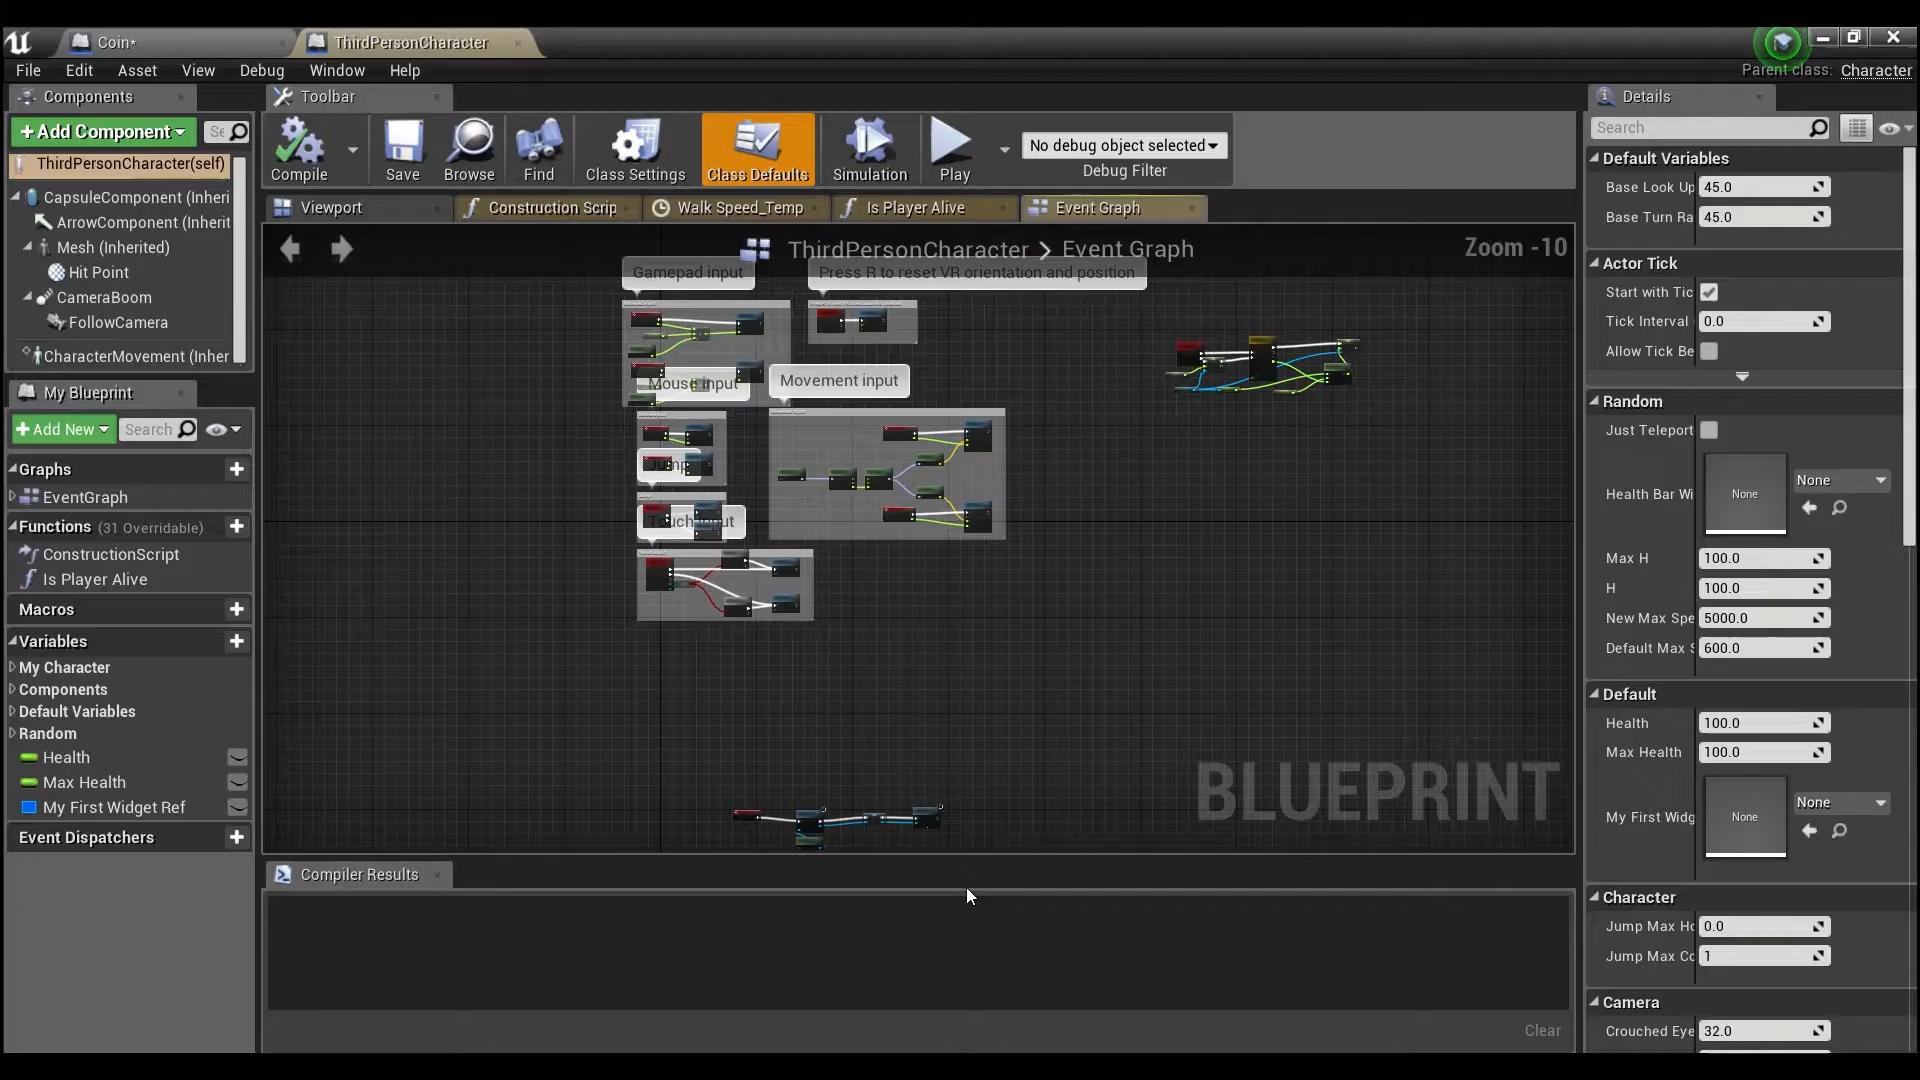 Coin*
ThirdPersonCharacter
File Edit Asset View Debug Window Help
Parent class: Character
Components
Toolbar
Details
+Add Component
Se
Search
ThirdPersonCharacter(self)
CapsuleComponent (Inheri
ArrowComponent (Inherit
Mesh (Inherited)
Hit Point
CameraBoom
FollowCamera
CharacterMovement (Inher
Compile
Save
Browse
Find
Class Settings
Class Defaults
Simulation
Play
No debug object selected
Debug Filter
Viewport
Construction Scrip
Walk Speed_Temp
Is Player Alive
Event Graph
ThirdPersonCharacter > Event Graph
Zoom -10
Gamepad input
Press R to reset VR orientation and position
Mouse input
Movement input
Jump
Touch input
BLUEPRINT
My Blueprint
+Add New
Search
Graphs
EventGraph
Functions (31 Overridable)
ConstructionScript
Is Player Alive
Macros
Variables
My Character
Components
Default Variables
Random
Health
Max Health
My First Widget Ref
Event Dispatchers
Compiler Results
Clear
Default Variables
Base Look Up 45.0
Base Turn Ra 45.0
Actor Tick
Start with Tic
Tick Interval 0.0
Allow Tick Be
Random
Just Teleport
Health Bar Wi None None
Max H 100.0
H 100.0
New Max Spe 5000.0
Default Max S 600.0
Default
Health 100.0
Max Health 100.0
My First Widg None None
Character
Jump Max Ho 0.0
Jump Max Co 1
Camera
Crouched Eye 32.0